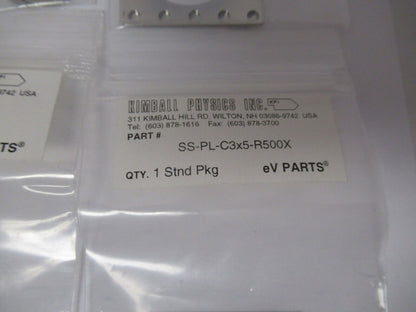 KIMBALL PHYSICS INC.
311 KIMBALL HILL RD. WILTON, NH 03086-9742 USA
Tel: (603) 878-1616 Fax: (603) 878-3700
PART #
SS-PL-C3x5-R500X
QTY. 1 Stnd Pkg eV PARTS®
9742 USA
RTS®